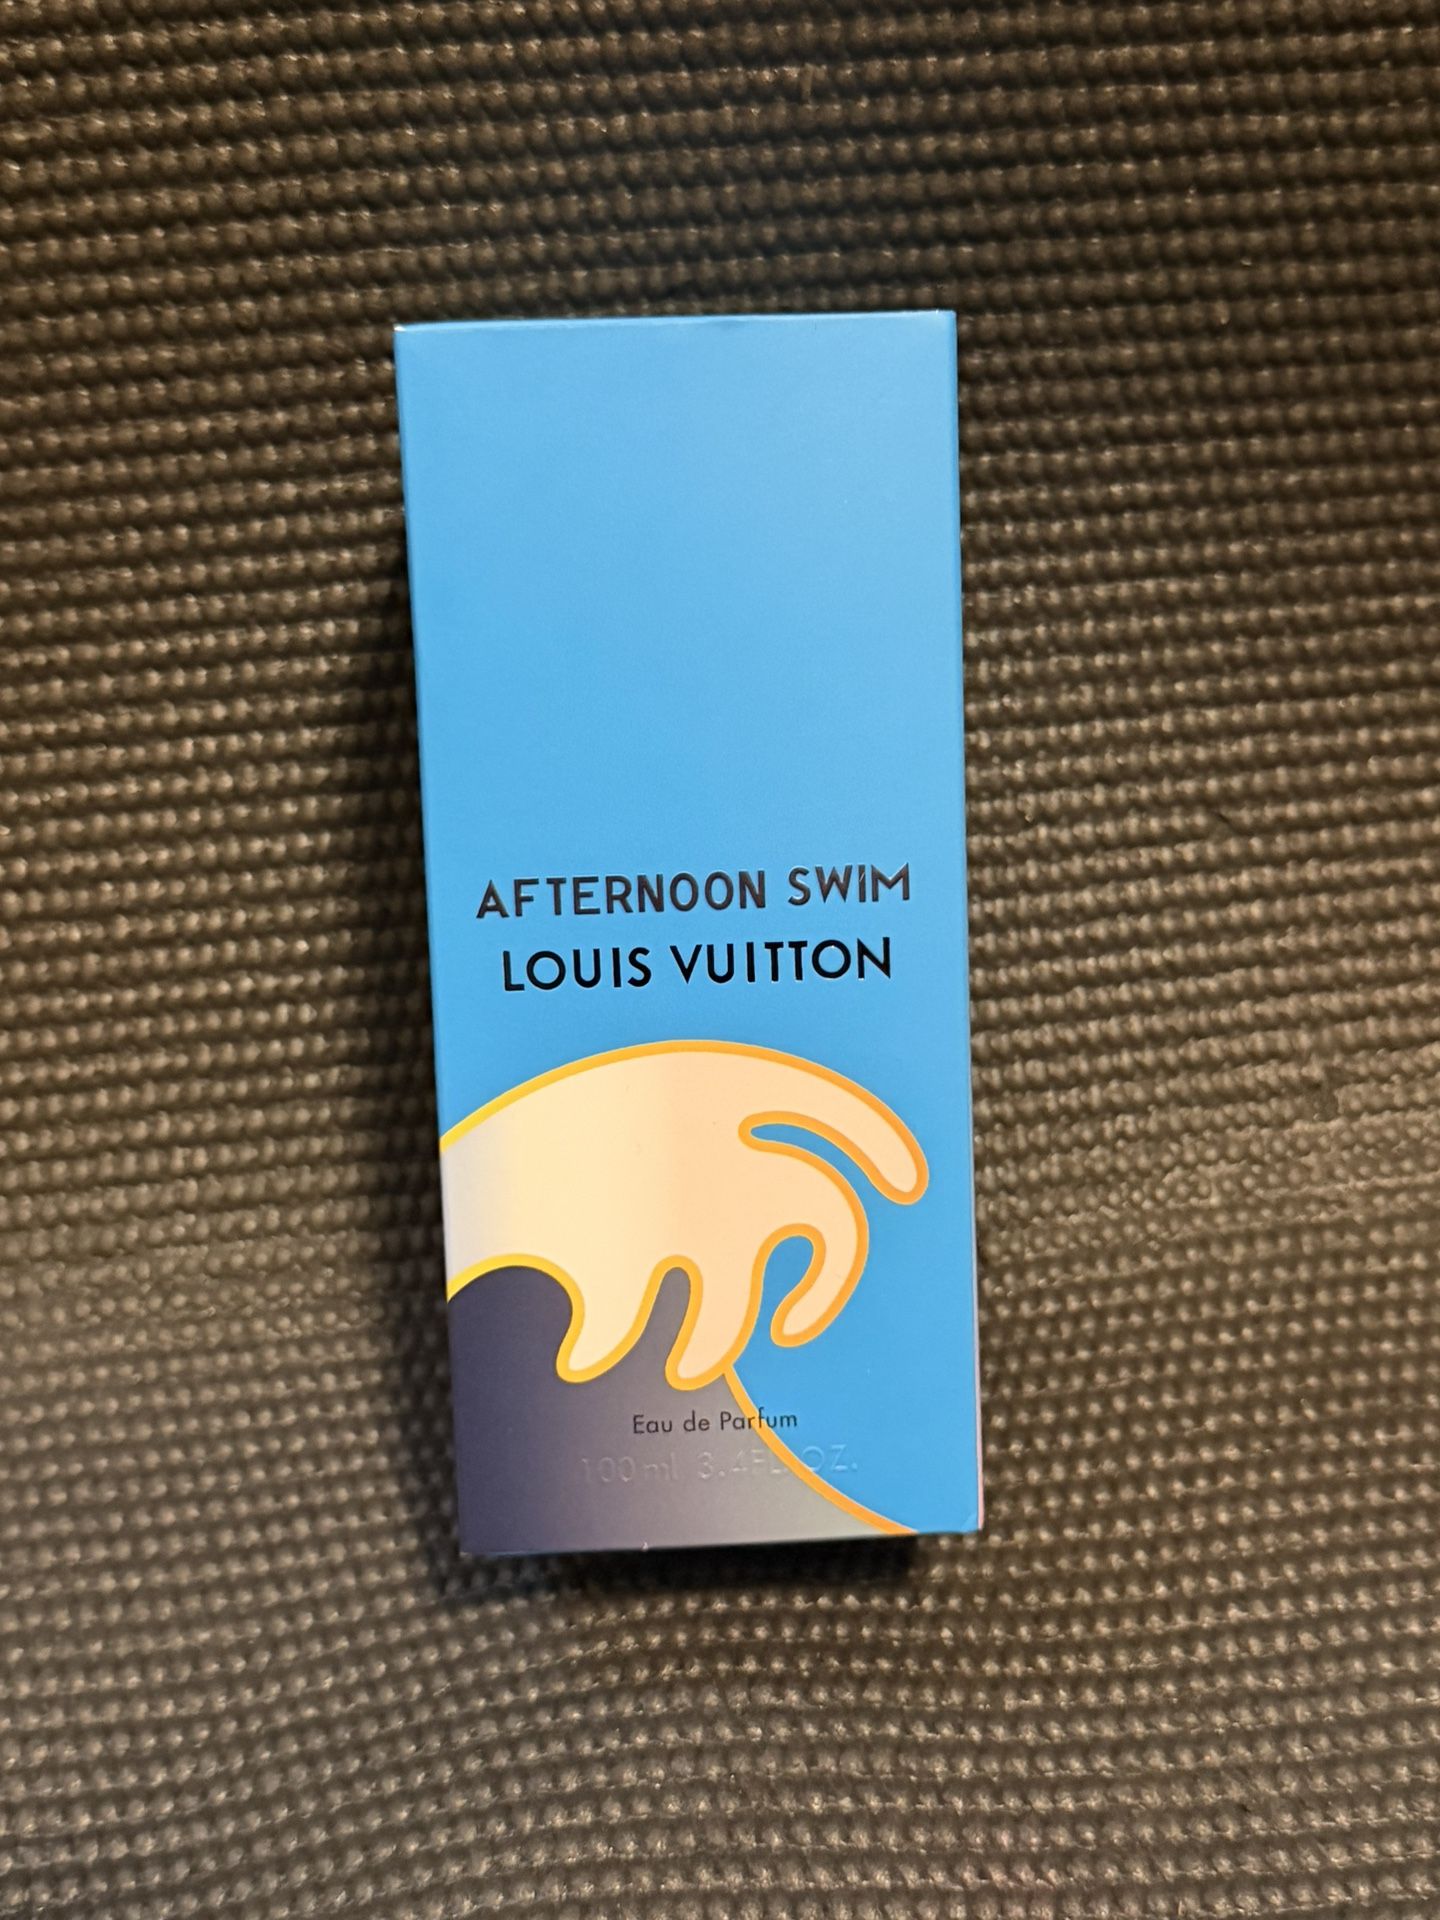 AFTERNOON SWIM
LOUIS VUITTON
Eau de Parfum
100 ml 3.4FL. OZ.